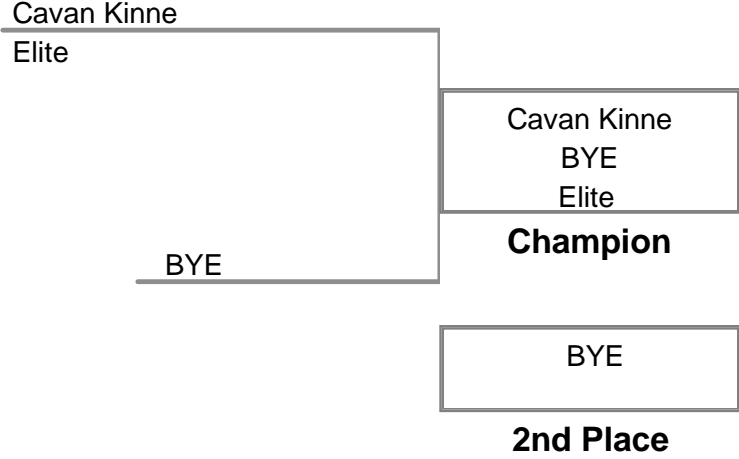 Cavan Kinne
Elite
Cavan Kinne
BYE
Elite
Champion
BYE
BYE
2nd Place